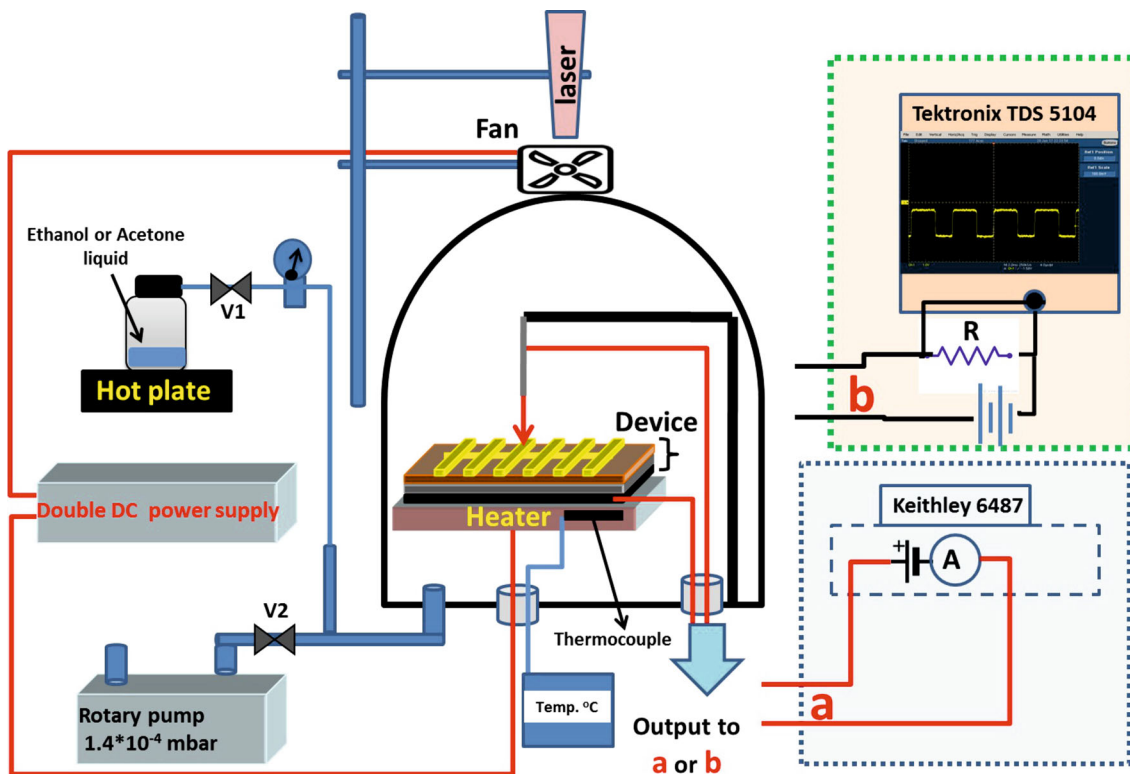 laser
Fan
Tektronix TDS 5104
Ethanol or Acetone
liquid
V1
Hot plate
R
b
Device
Double DC power supply
Heater
Keithley 6487
+
A
V2
Thermocouple
Rotary pump
1.4*10⁻⁴ mbar
Temp. °C
Output to
a or b
a